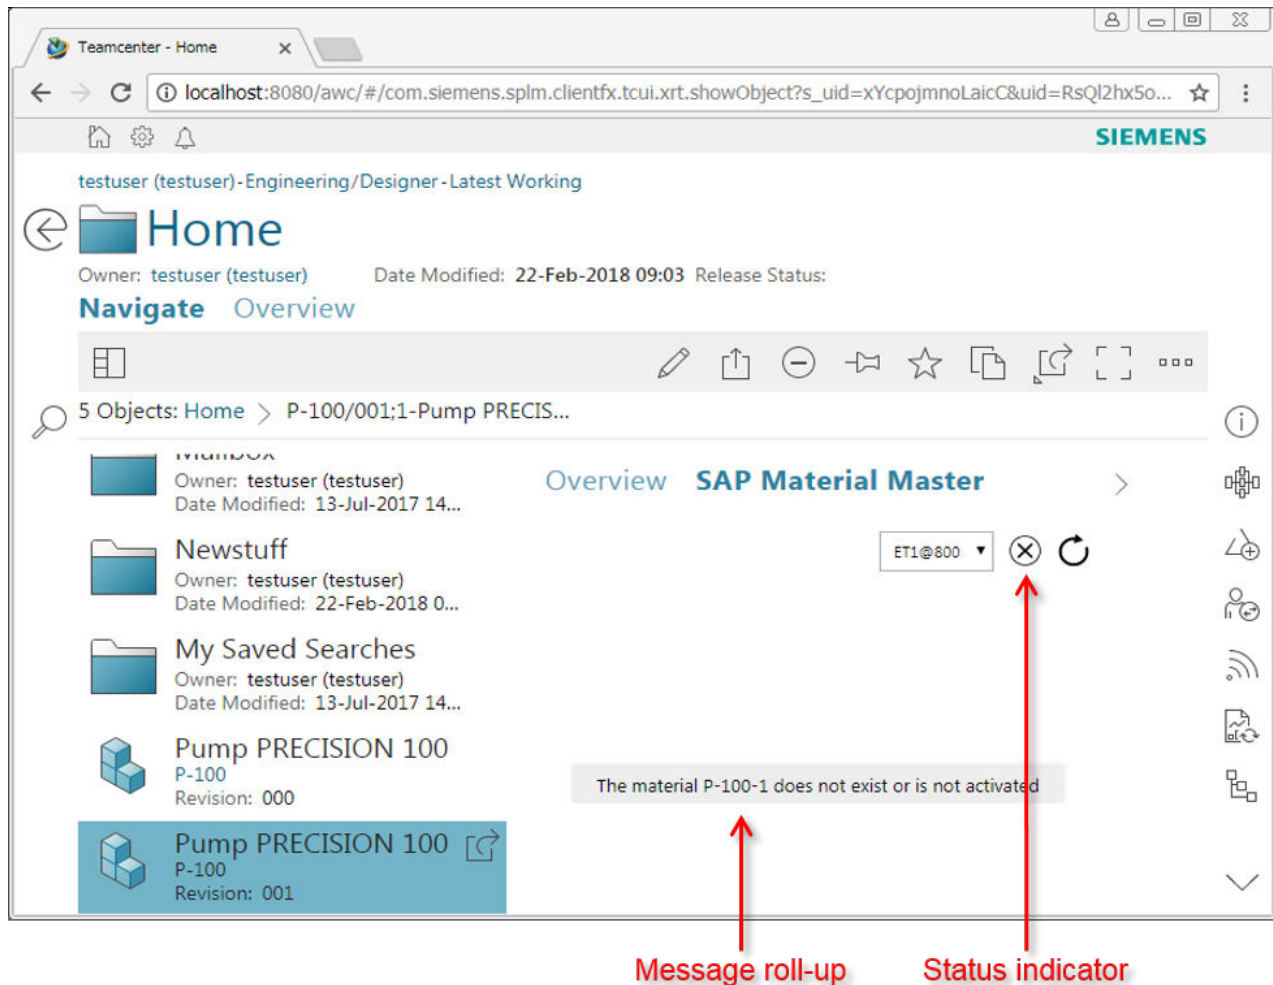 Teamcenter - Home
localhost:8080/awc/#/com.siemens.splm.clientfx.tcui.xrt.showObject?s_uid=xYcpojmnoLaicC&uid=RsQl2hx5o...
SIEMENS
testuser (testuser)-Engineering/Designer-Latest Working
Home
Owner: testuser (testuser) Date Modified: 22-Feb-2018 09:03 Release Status:
Navigate Overview
5 Objects: Home > P-100/001;1-Pump PRECIS...
Mailbox
Owner: testuser (testuser)
Date Modified: 13-Jul-2017 14...
Overview SAP Material Master
ET1@800
Newstuff
Owner: testuser (testuser)
Date Modified: 22-Feb-2018 0...
My Saved Searches
Owner: testuser (testuser)
Date Modified: 13-Jul-2017 14...
Pump PRECISION 100
P-100
Revision: 000
The material P-100-1 does not exist or is not activated
Pump PRECISION 100
P-100
Revision: 001
Message roll-up
Status indicator